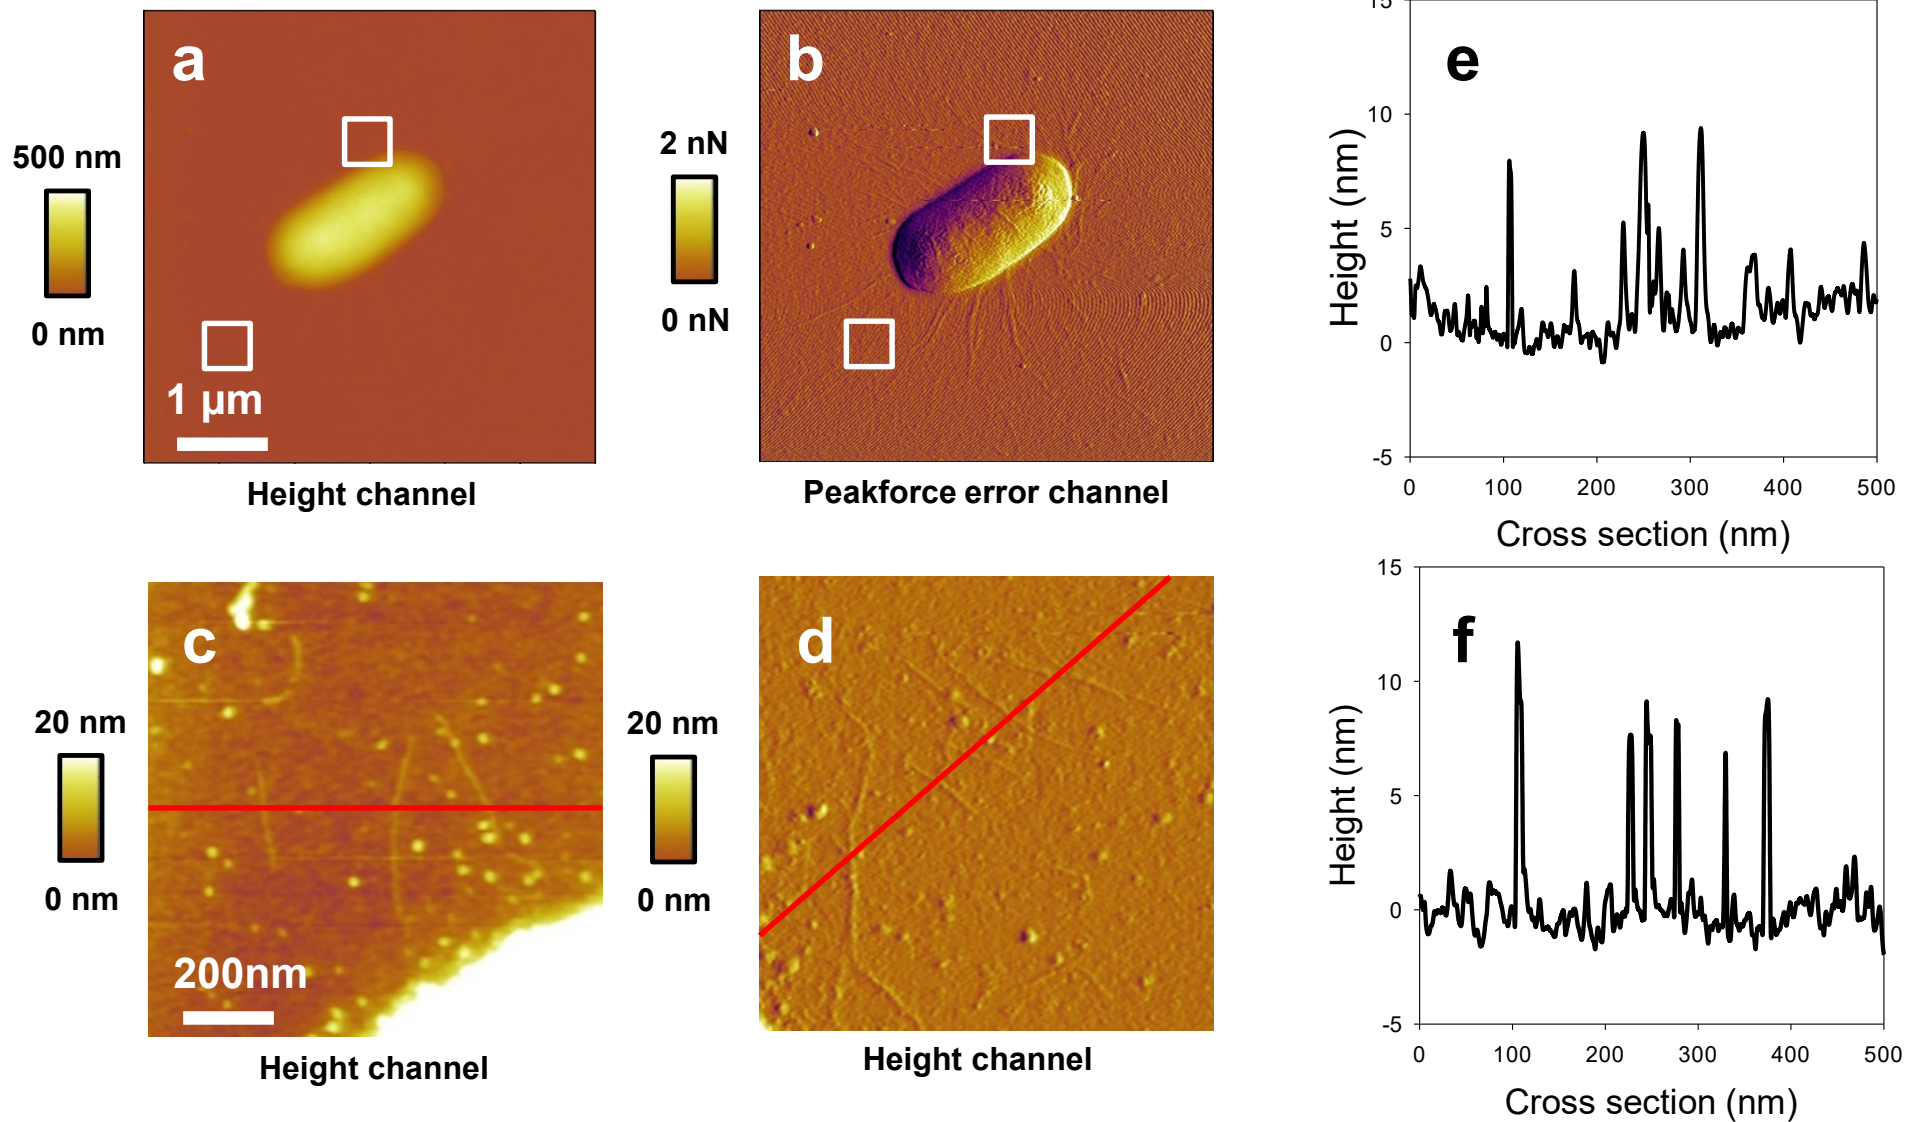 a
500 nm
0 nm
1 µm
Height channel
b
2 nN
0 nN
Peakforce error channel
e
15
10
5
0
-5
Height (nm)
0 100 200 300 400 500
Cross section (nm)
c
20 nm
0 nm
200nm
Height channel
d
20 nm
0 nm
Height channel
f
15
10
5
0
-5
Height (nm)
0 100 200 300 400 500
Cross section (nm)